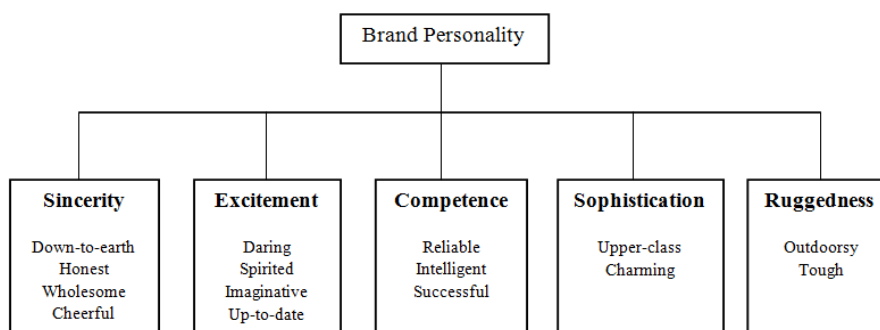 Brand Personality
Sincerity
Down-to-earth
Honest
Wholesome
Cheerful
Excitement
Daring
Spirited
Imaginative
Up-to-date
Competence
Reliable
Intelligent
Successful
Sophistication
Upper-class
Charming
Ruggedness
Outdoorsy
Tough